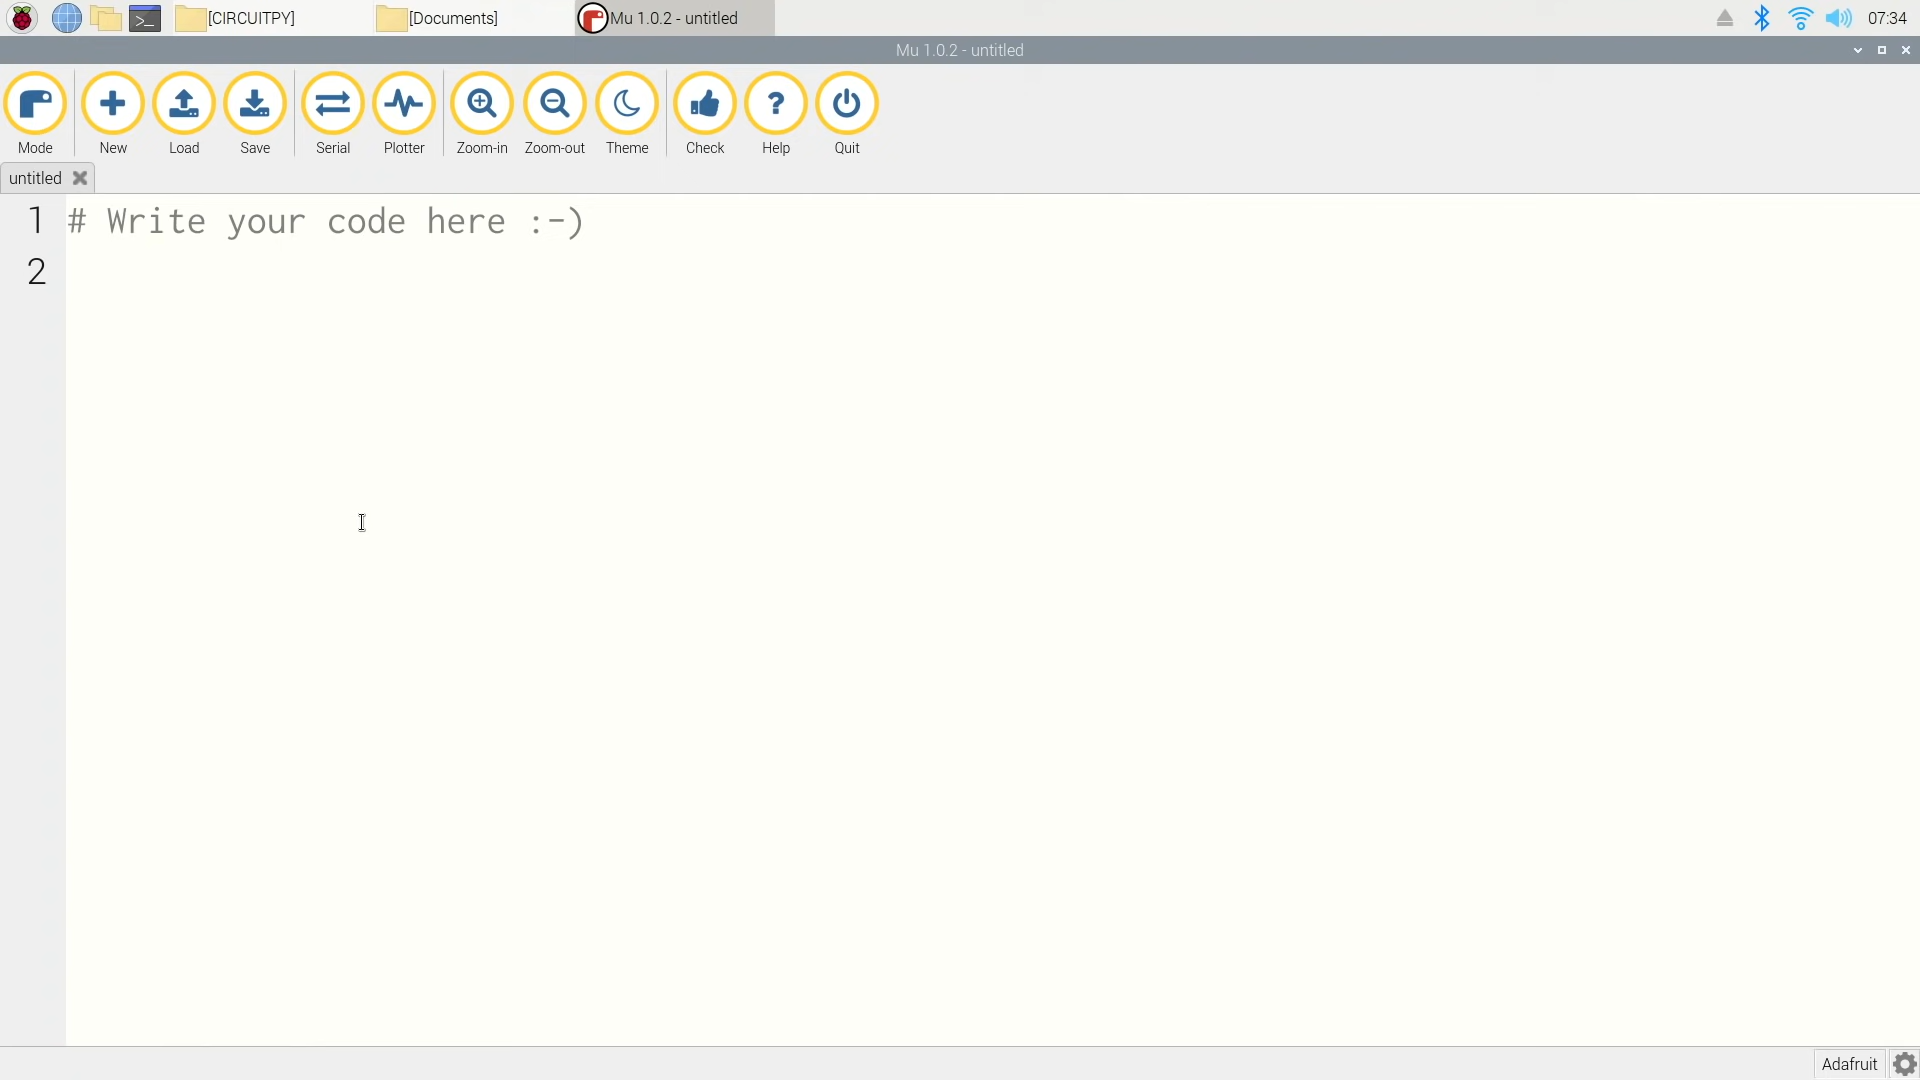 [CIRCUITPY] [Documents] Mu 1.0.2 - untitled 07:34
Mu 1.0.2 - untitled
Mode New Load Save Serial Plotter Zoom-in Zoom-out Theme Check Help Quit
untitled
1 # Write your code here :-)
2
Adafruit